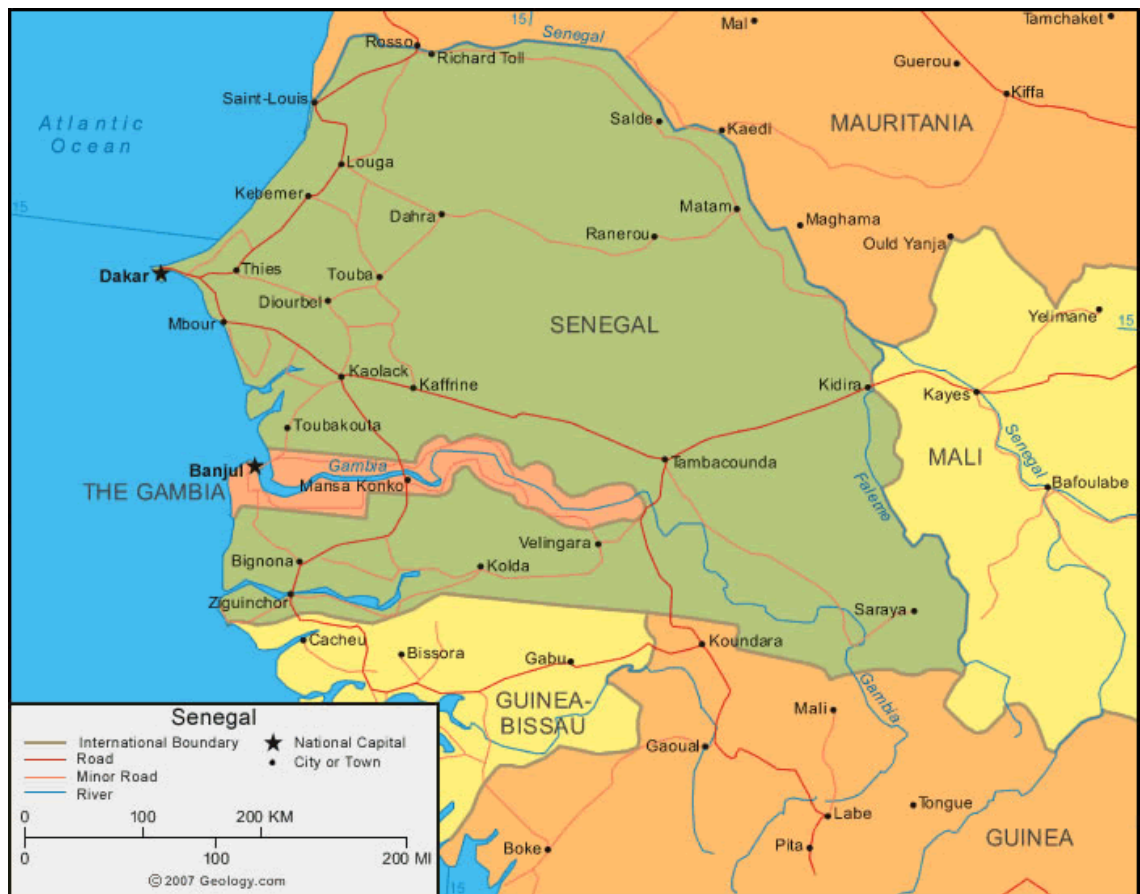 15
Senegal
Mal
Tamchaket
Rosso
Richard Toll
Guerou
Kiffa
Saint-Louis
Atlantic
Ocean
Salde
Kaedl
MAURITANIA
Louga
Kebemer
15
Dahra
Matam
Ranerou
Maghama
Ould Yanja
Dakar
Thies
Touba
Diourbel
Mbour
SENEGAL
Yelimane
15
Kaolack
Kaffrine
Kidira
Kayes
Toubakouta
Banjul
Gambia
Mansa Konko
THE GAMBIA
Tambacounda
MALI
Senegal
Bafoulabe
Faleme
Velingara
Bignona
Kolda
Ziguinchor
Saraya
Cacheu
Bissora
Gabu
Koundara
GUINEA-
BISSAU
Mali
Gambia
Gaoual
Labe
Tongue
Pita
GUINEA
Boke
15
Senegal
International Boundary
National Capital
Road
City or Town
Minor Road
River
0 100 200 KM
0 100 200 MI
© 2007 Geology.com